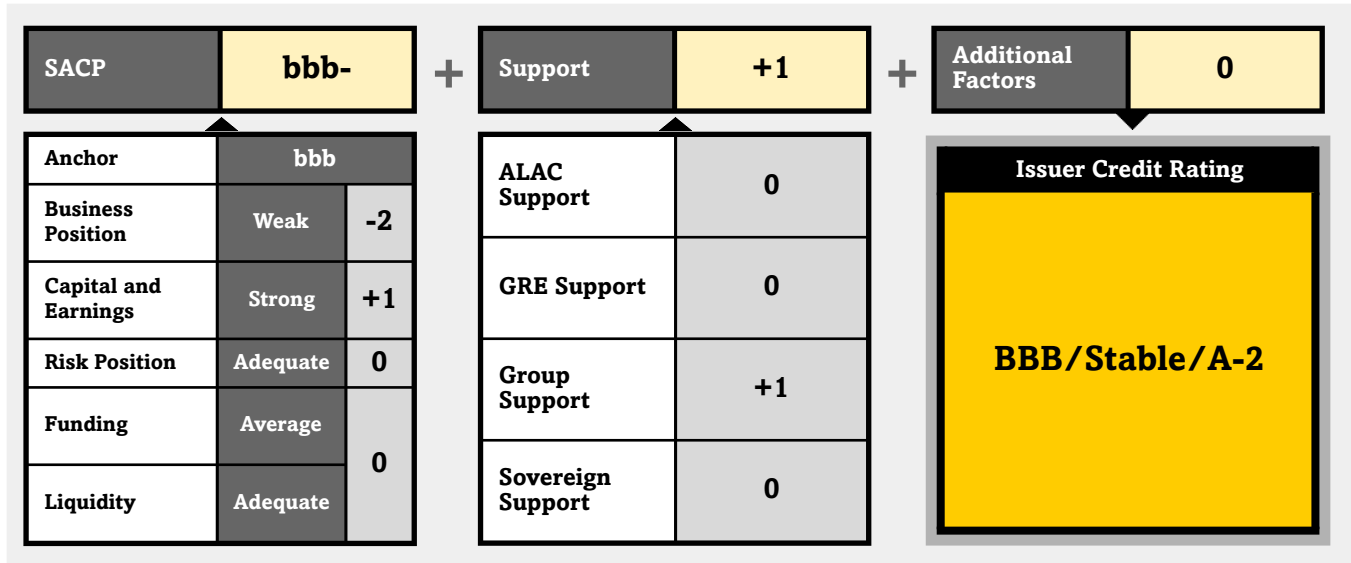 SACP
bbb-
+
Support
+1
+
Additional
Factors
0
Anchor
bbb
Business
Position
Weak
-2
Capital and
Earnings
Strong
+1
Risk Position
Adequate
0
Funding
Average
0
Liquidity
Adequate
ALAC
Support
0
GRE Support
0
Group
Support
+1
Sovereign
Support
0
Issuer Credit Rating
BBB/Stable/A-2